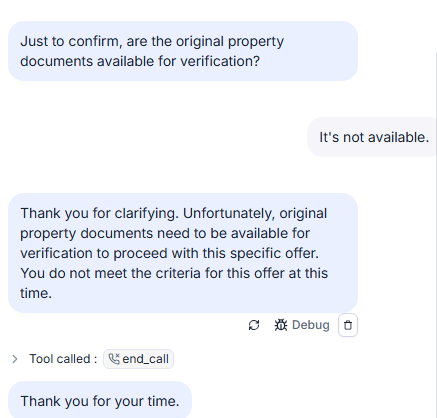 Just to confirm, are the original property
documents available for verification?
It's not available.
Thank you for clarifying. Unfortunately, original
property documents need to be available for
verification to proceed with this specific offer.
You do not meet the criteria for this offer at this
time.
Debug
Tool called : end_call
Thank you for your time.